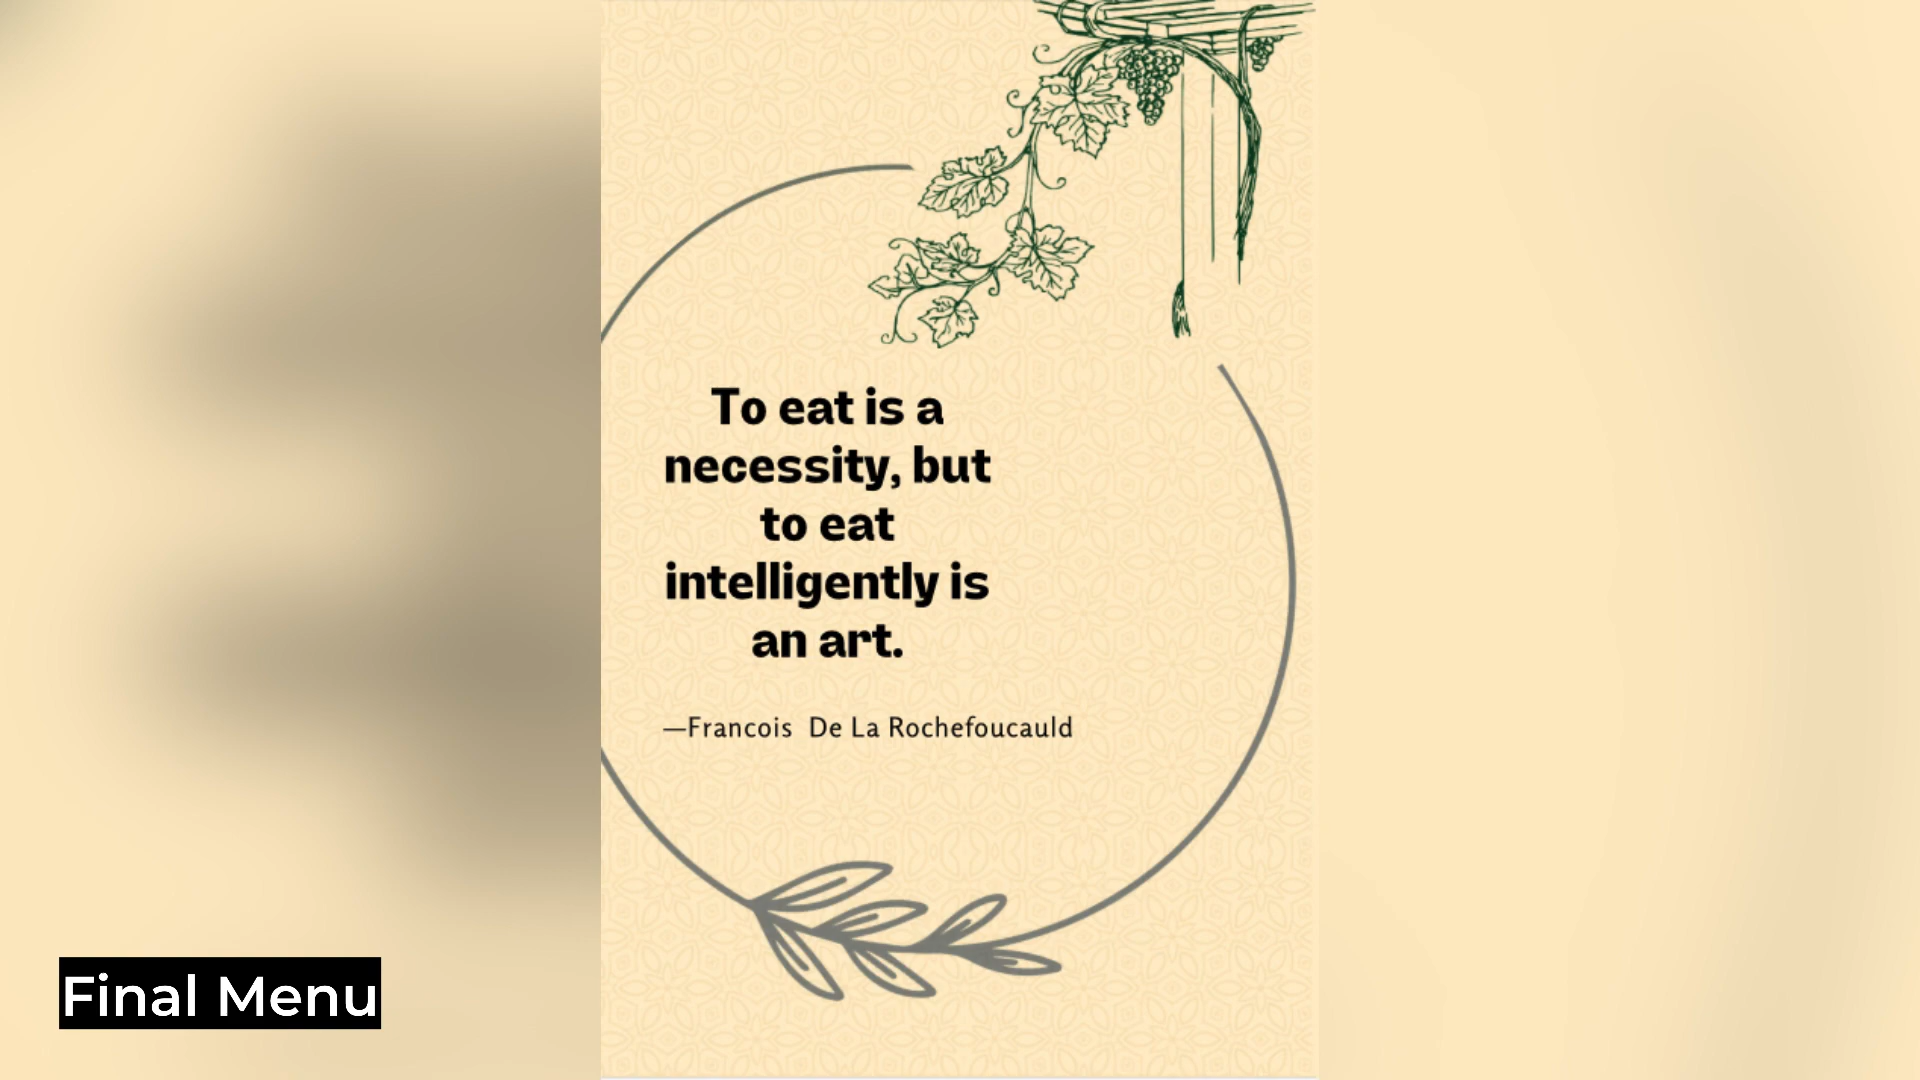 To eat is a
necessity, but
to eat
intelligently is
an art.
—Francois De La Rochefoucauld
Final Menu